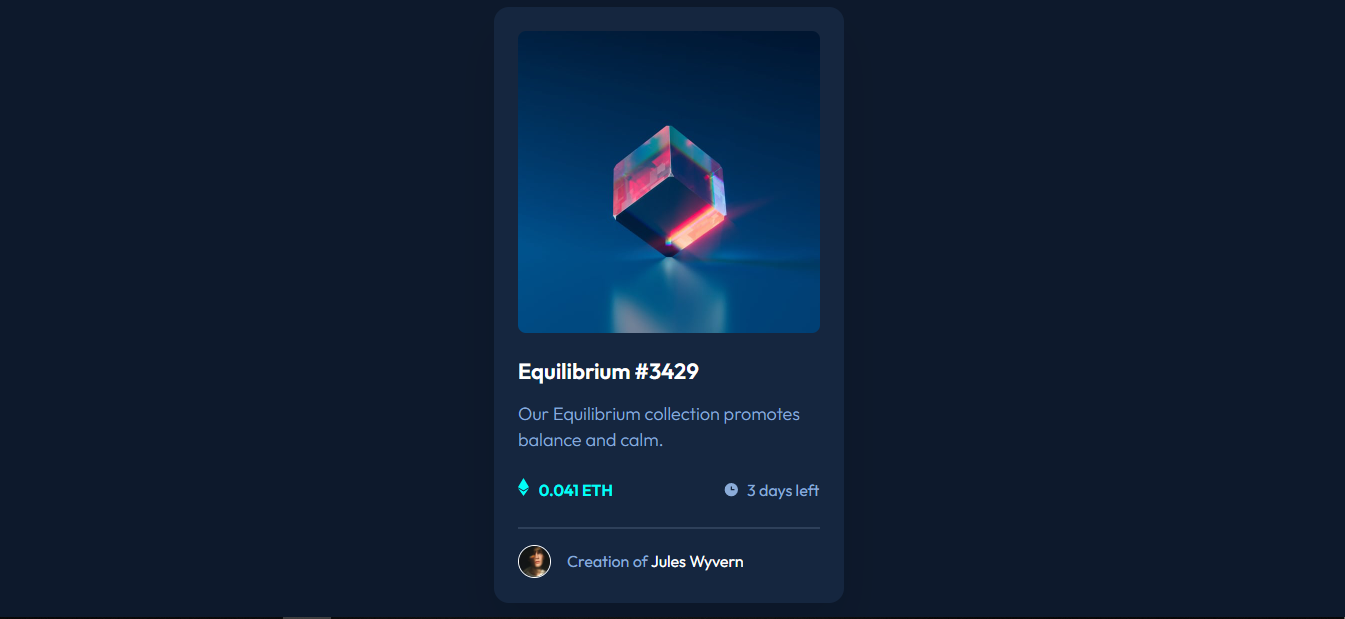 Equilibrium #3429
Our Equilibrium collection promotes
balance and calm.
0.041 ETH
3 days left
Creation of Jules Wyvern